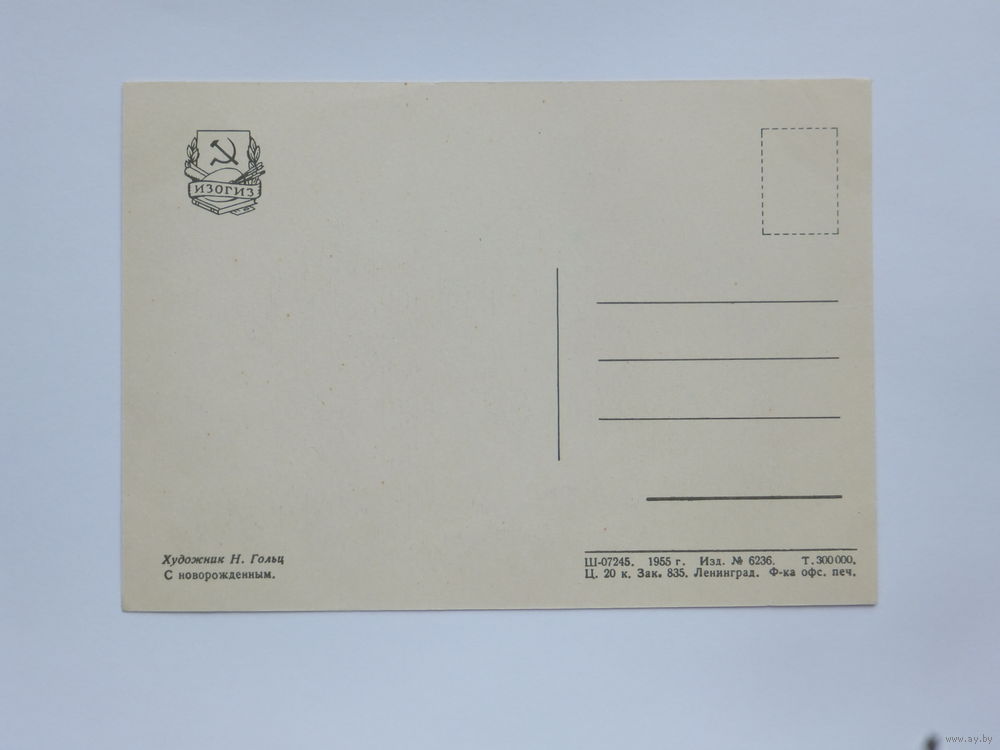 ИЗОГИЗ
Художник Н. Гольц
С новорожденным.
Ш-07245. 1955 г. Изд. № 6236. Т. 300 000.
Ц. 20 к. Зак. 835. Ленинград. Ф-ка офс. печ.
www.ay.by